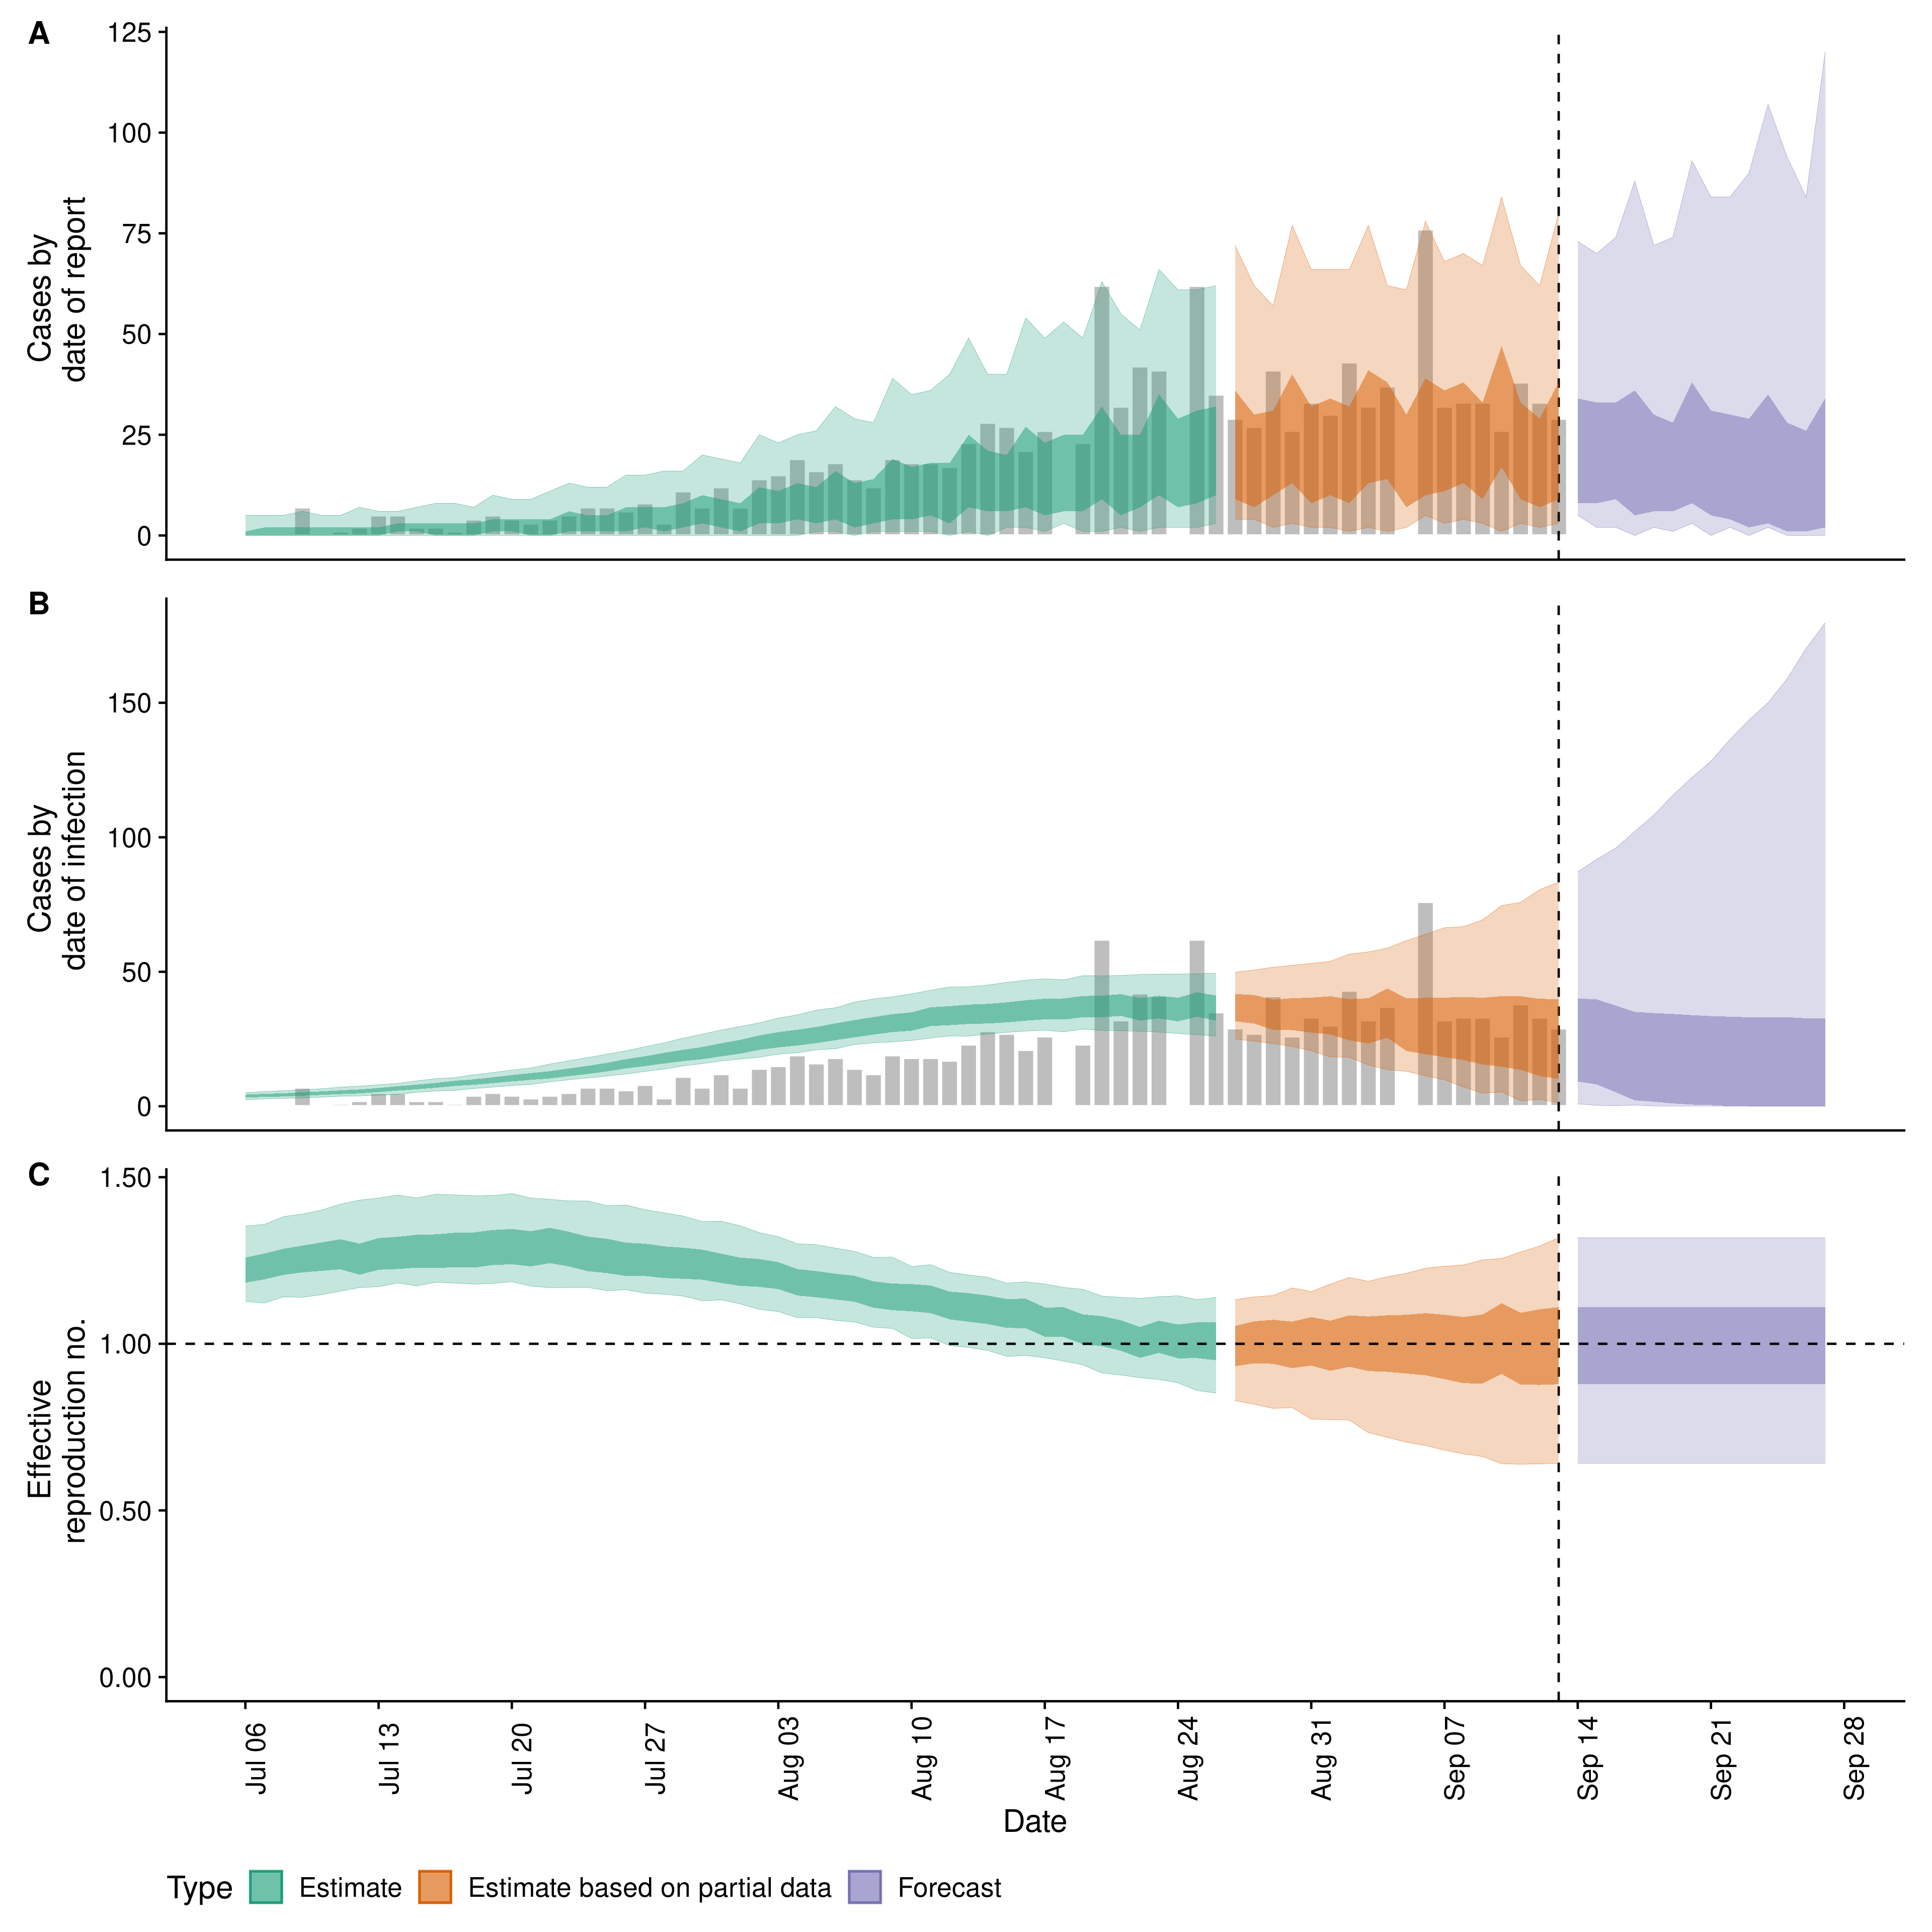 A
Cases by
date of report
125
100
75
50
25
0
B
Cases by
date of infection
150
100
50
0
C
Effective
reproduction no.
1.50
1.00
0.50
0.00
Jul 06
Jul 13
Jul 20
Jul 27
Aug 03
Aug 10
Aug 17
Aug 24
Aug 31
Sep 07
Sep 14
Sep 21
Sep 28
Date
Type Estimate Estimate based on partial data Forecast